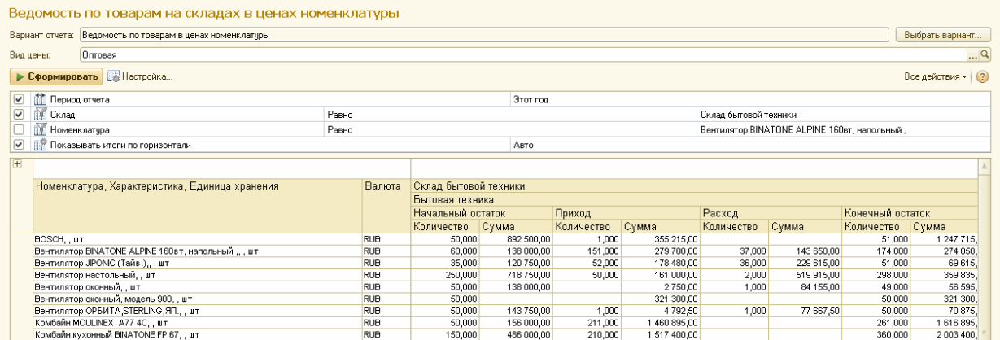 Ведомость по товарам на складах в ценах номенклатуры
Вариант отчета: Ведомость по товарам в ценах номенклатуры Выбрать вариант...
Вид цены: Оптовая ...
Сформировать Настройка... Все действия ?
Период отчета Этот год
Склад Равно Склад бытовой техники
Номенклатура Равно Вентилятор BINATONE ALPINE 160вт, напольный ,
Показывать итоги по горизонтали Авто
Номенклатура, Характеристика, Единица хранения Валюта Склад бытовой техники
Бытовая техника
Начальный остаток Приход Расход Конечный остаток
Количество Сумма Количество Сумма Количество Сумма Количество Сумма
BOSCH, , шт RUB 50,000 892 500,00 1,000 355 215,00 51,000 1 247 715,
Вентилятор BINATONE ALPINE 160вт, напольный ,, , шт RUB 60,000 138 000,00 151,000 279 700,00 37,000 143 650,00 174,000 274 050,
Вентилятор JIPONIC (Тайв.),, , шт RUB 35,000 120 750,00 52,000 178 480,00 36,000 229 615,00 51,000 69 615,
Вентилятор настольный, , шт RUB 250,000 718 750,00 50,000 161 000,00 2,000 519 915,00 298,000 359 835,
Вентилятор оконный, , шт RUB 50,000 138 000,00 2 750,00 1,000 84 155,00 49,000 56 595,
Вентилятор оконный, модель 900, , шт RUB 50,000 321 300,00 50,000 321 300,
Вентилятор ОРБИТА,STERLING,ЯП., , шт RUB 50,000 143 750,00 1,000 4 792,50 1,000 77 667,50 50,000 70 875,
Комбайн MOULINEX A77 4C, , шт RUB 50,000 156 000,00 211,000 1 460 895,00 261,000 1 616 895,
Комбайн кухонный BINATONE FP 67, , шт RUB 150,000 486 000,00 210,000 1 517 400,00 360,000 2 003 400,